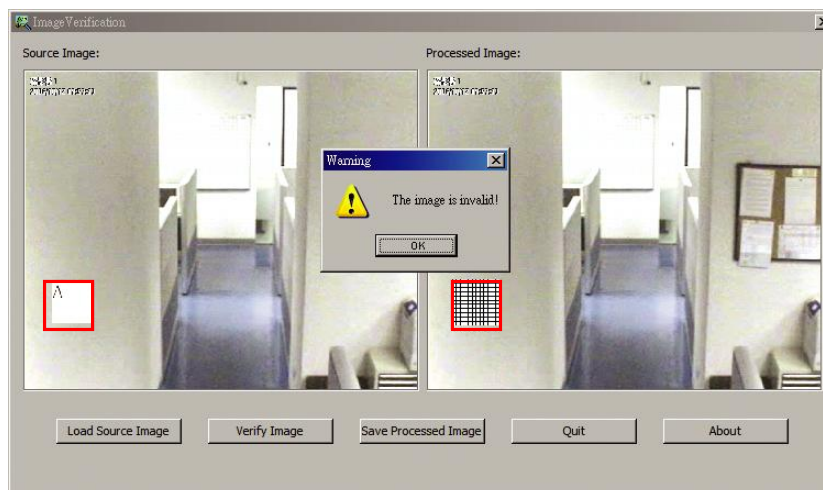 ImageVerification
Source Image:
Processed Image:
Warning
The image is invalid!
OK
A
Load Source Image
Verify Image
Save Processed Image
Quit
About